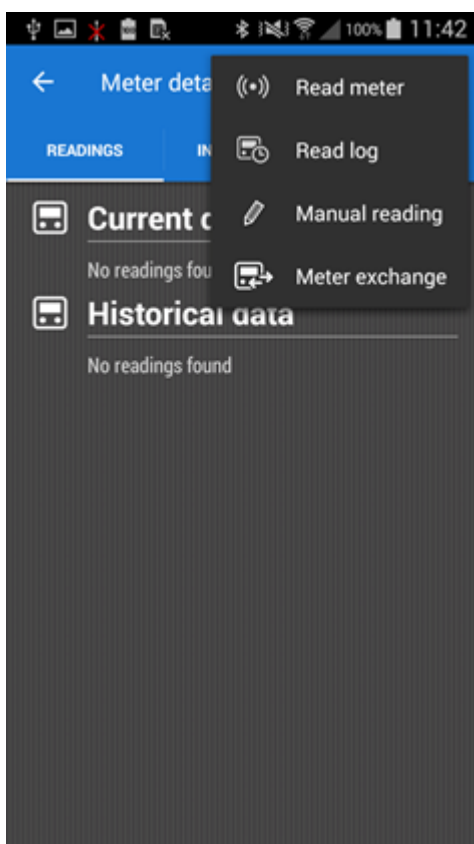 100% 11:42
Meter deta
Read meter
READINGS IN
Read log
Manual reading
Current
No readings fou
Meter exchange
Historical data
No readings found